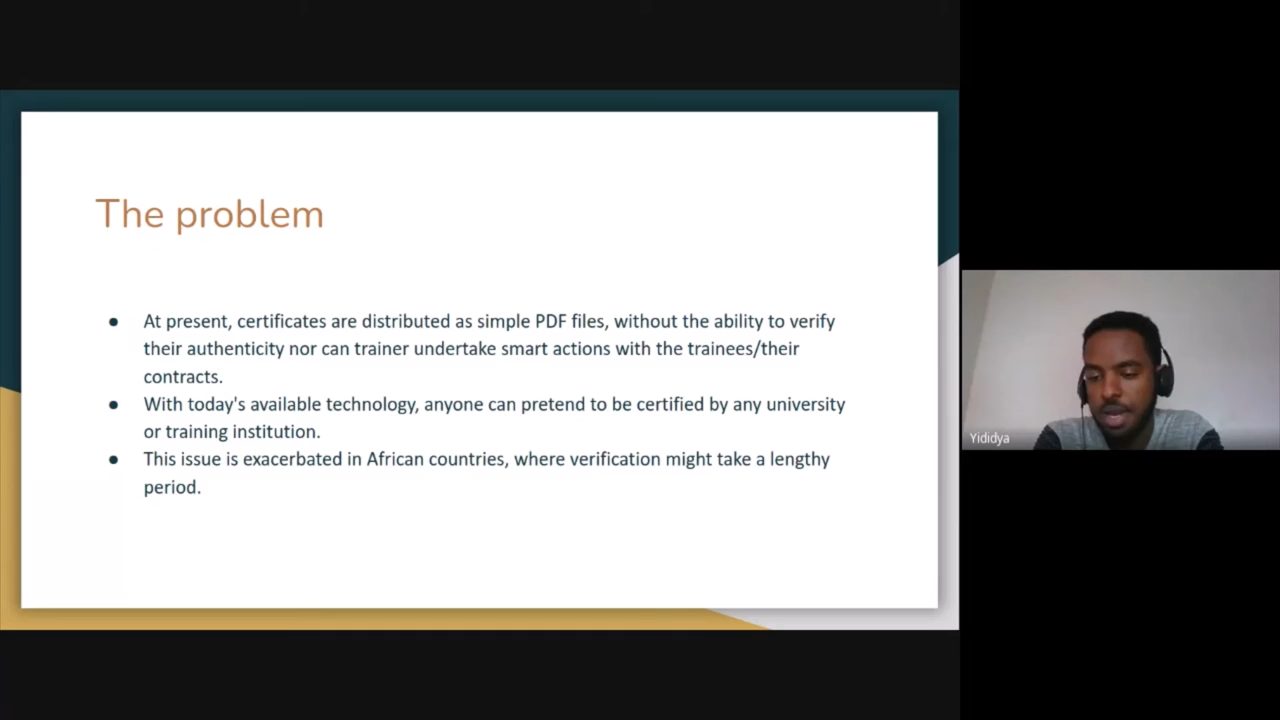 The problem
● At present, certificates are distributed as simple PDF files, without the ability to verify
their authenticity nor can trainer undertake smart actions with the trainees/their
contracts.
● With today's available technology, anyone can pretend to be certified by any university
or training institution.
● This issue is exacerbated in African countries, where verification might take a lengthy
period.
Yididya